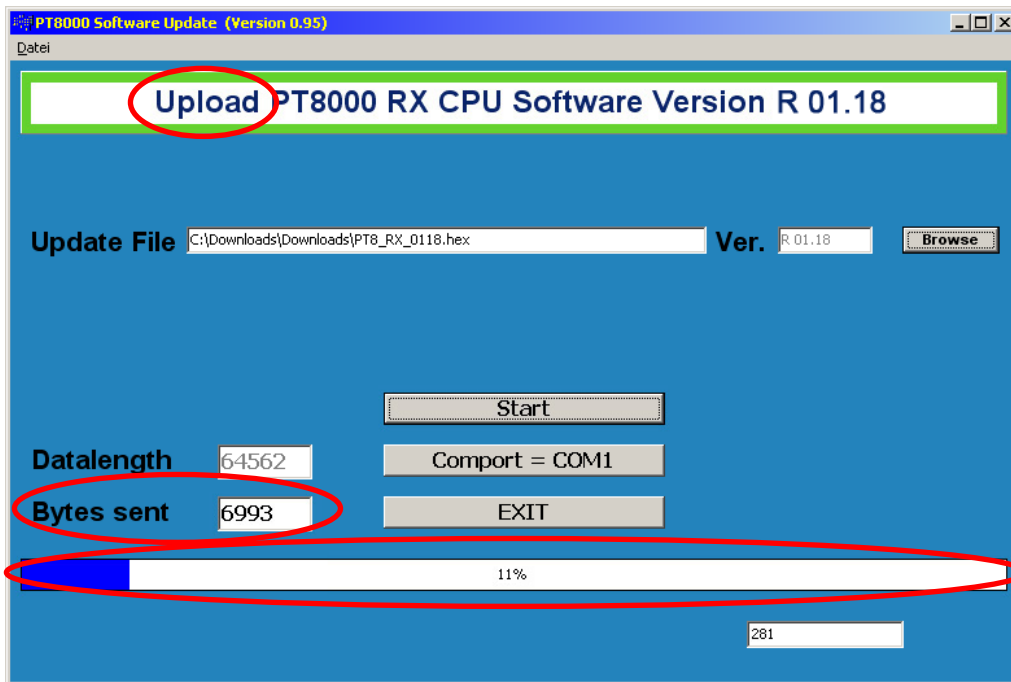 PT8000 Software Update (Version 0.95)
Datei
Upload PT8000 RX CPU Software Version R 01.18
Update File C:\Downloads\Downloads\PT8_RX_0118.hex Ver. R 01.18 Browse
Start
Datalength 64562 Comport = COM1
Bytes sent 6993 EXIT
11%
281